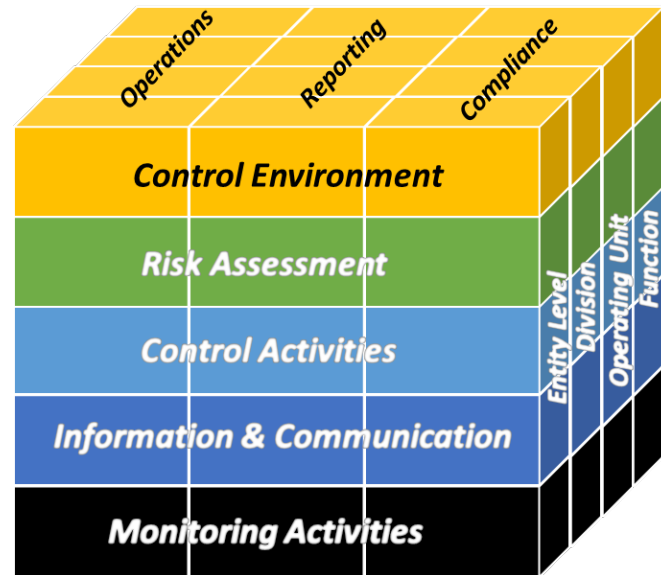 Operations
Reporting
Compliance
Control Environment
Risk Assessment
Control Activities
Information & Communication
Monitoring Activities
Entity Level
Division
Operating Unit
Function